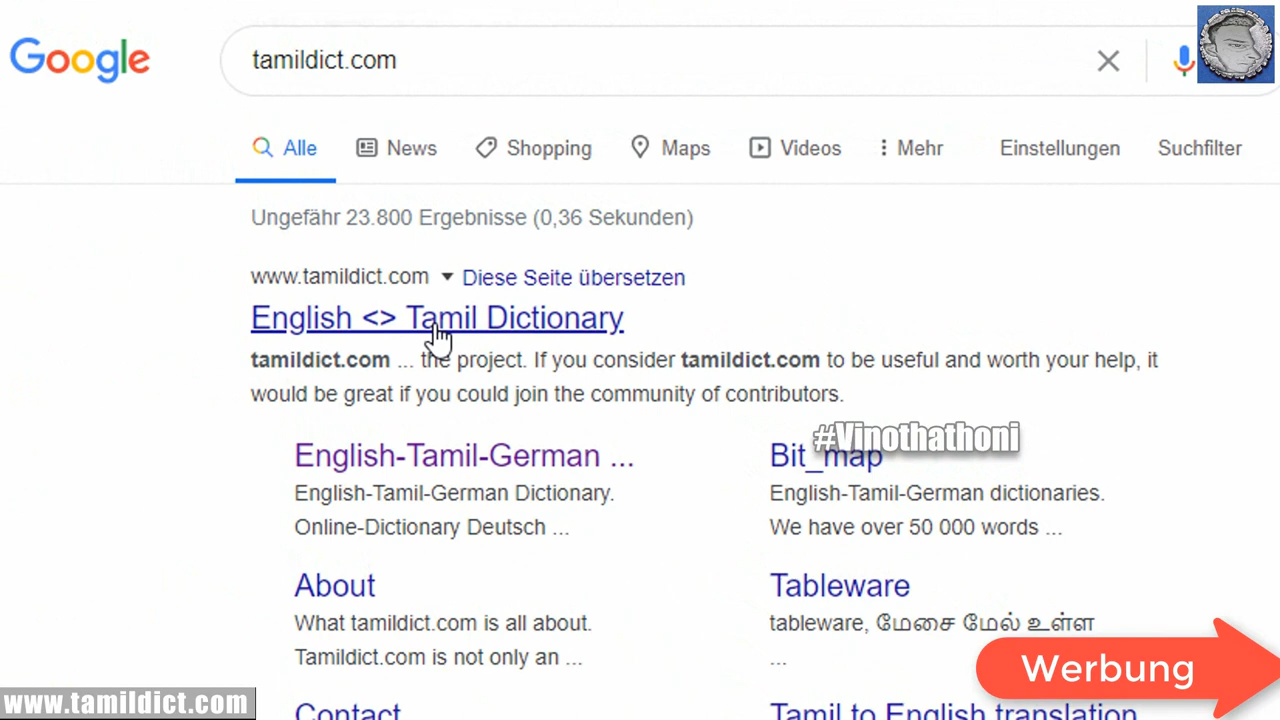 Google
tamildict.com
Alle
News
Shopping
Maps
Videos
Mehr
Einstellungen
Suchfilter
Ungefähr 23.800 Ergebnisse (0,36 Sekunden)
www.tamildict.com Diese Seite übersetzen
English <> Tamil Dictionary
tamildict.com ... the project. If you consider tamildict.com to be useful and worth your help, it
would be great if you could join the community of contributors.
#Vinothathoni
English-Tamil-German ...
English-Tamil-German Dictionary.
Online-Dictionary Deutsch ...
Bit_map
English-Tamil-German dictionaries.
We have over 50 000 words ...
About
What tamildict.com is all about.
Tamildict.com is not only an ...
Tableware
tableware, மேசை மேல் உள்ள
...
Werbung
Contact
Tamil to English translation
www.tamildict.com